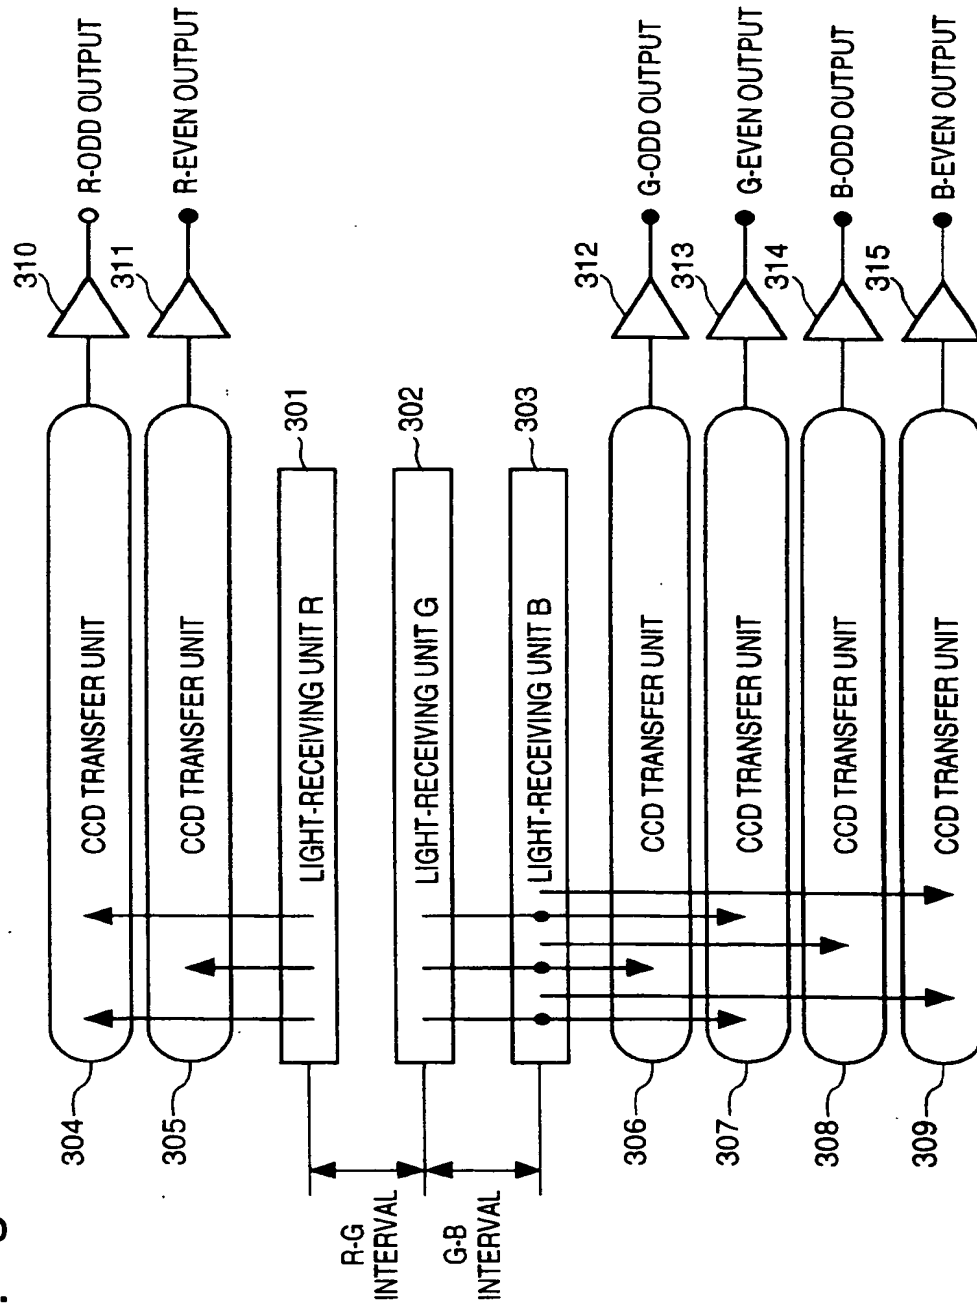 304
CCD TRANSFER UNIT
310
R-ODD OUTPUT
305
CCD TRANSFER UNIT
311
R-EVEN OUTPUT
LIGHT-RECEIVING UNIT R
301
R-G
INTERVAL
LIGHT-RECEIVING UNIT G
302
G-B
INTERVAL
LIGHT-RECEIVING UNIT B
303
306
CCD TRANSFER UNIT
312
G-ODD OUTPUT
307
CCD TRANSFER UNIT
313
G-EVEN OUTPUT
308
CCD TRANSFER UNIT
314
B-ODD OUTPUT
309
CCD TRANSFER UNIT
315
B-EVEN OUTPUT